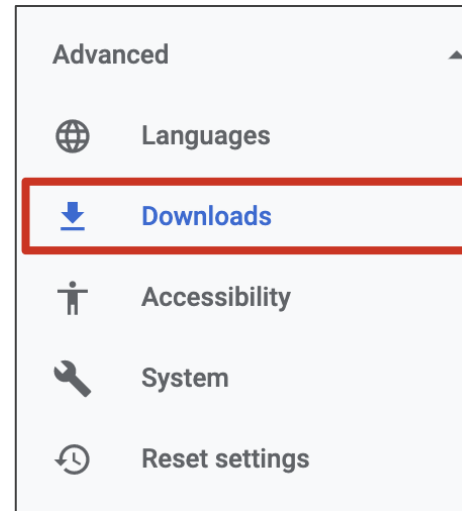 Advanced
Languages
Downloads
Accessibility
System
Reset settings